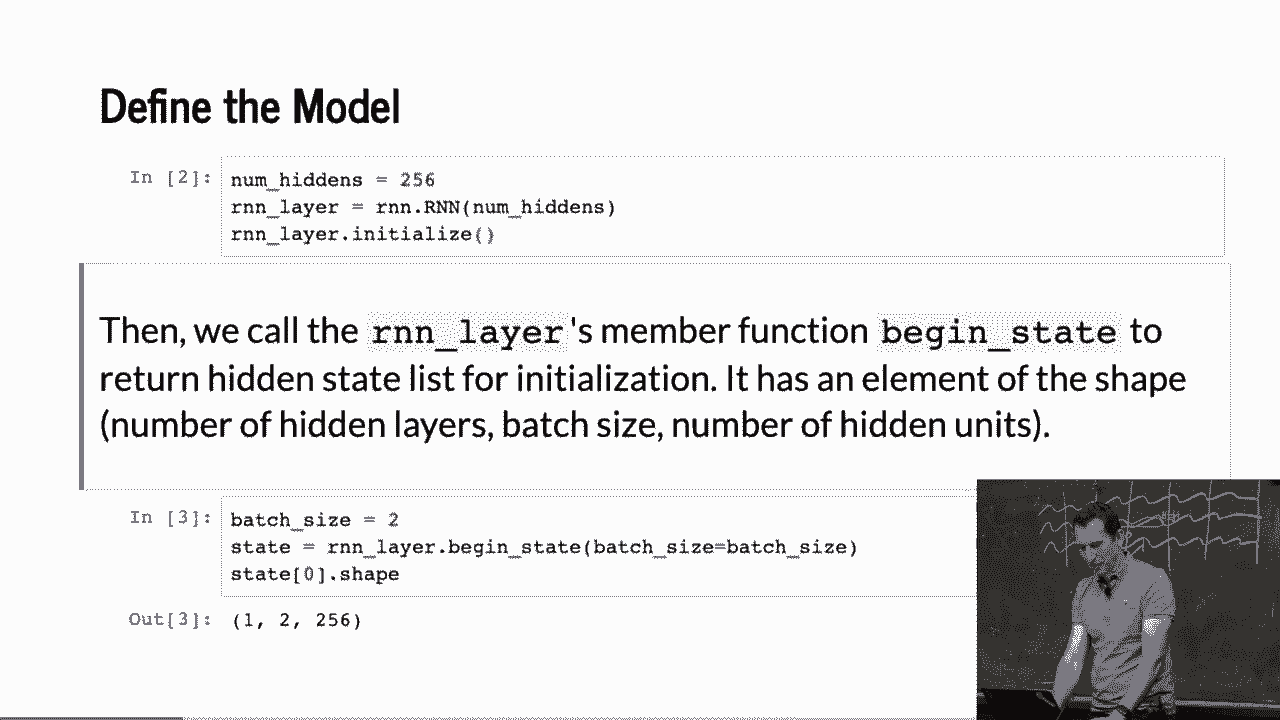 Define the Model
In [2]:
num_hiddens = 256
rnn_layer = rnn.RNN(num_hiddens)
rnn_layer.initialize()
Then, we call the rnn_layer's member function begin_state to
return hidden state list for initialization. It has an element of the shape
(number of hidden layers, batch size, number of hidden units).
In [3]:
batch_size = 2
state = rnn_layer.begin_state(batch_size=batch_size)
state[0].shape
Out[3]: (1, 2, 256)